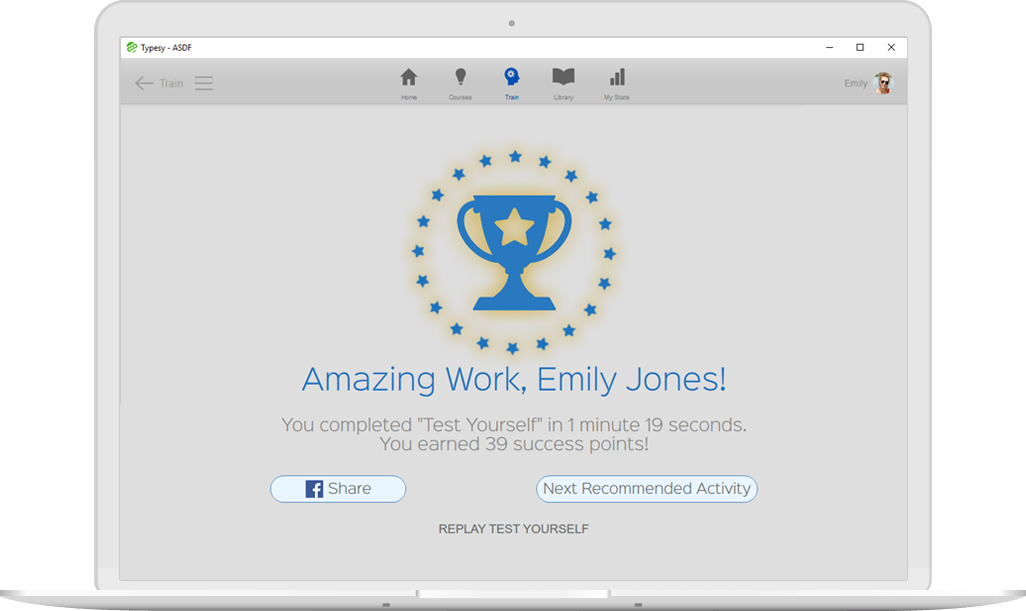 Typesy - ASDF
Train
Home
Courses
Train
Library
My Stats
Emily
Amazing Work, Emily Jones!
You completed "Test Yourself" in 1 minute 19 seconds.
You earned 39 success points!
Share
Next Recommended Activity
REPLAY TEST YOURSELF